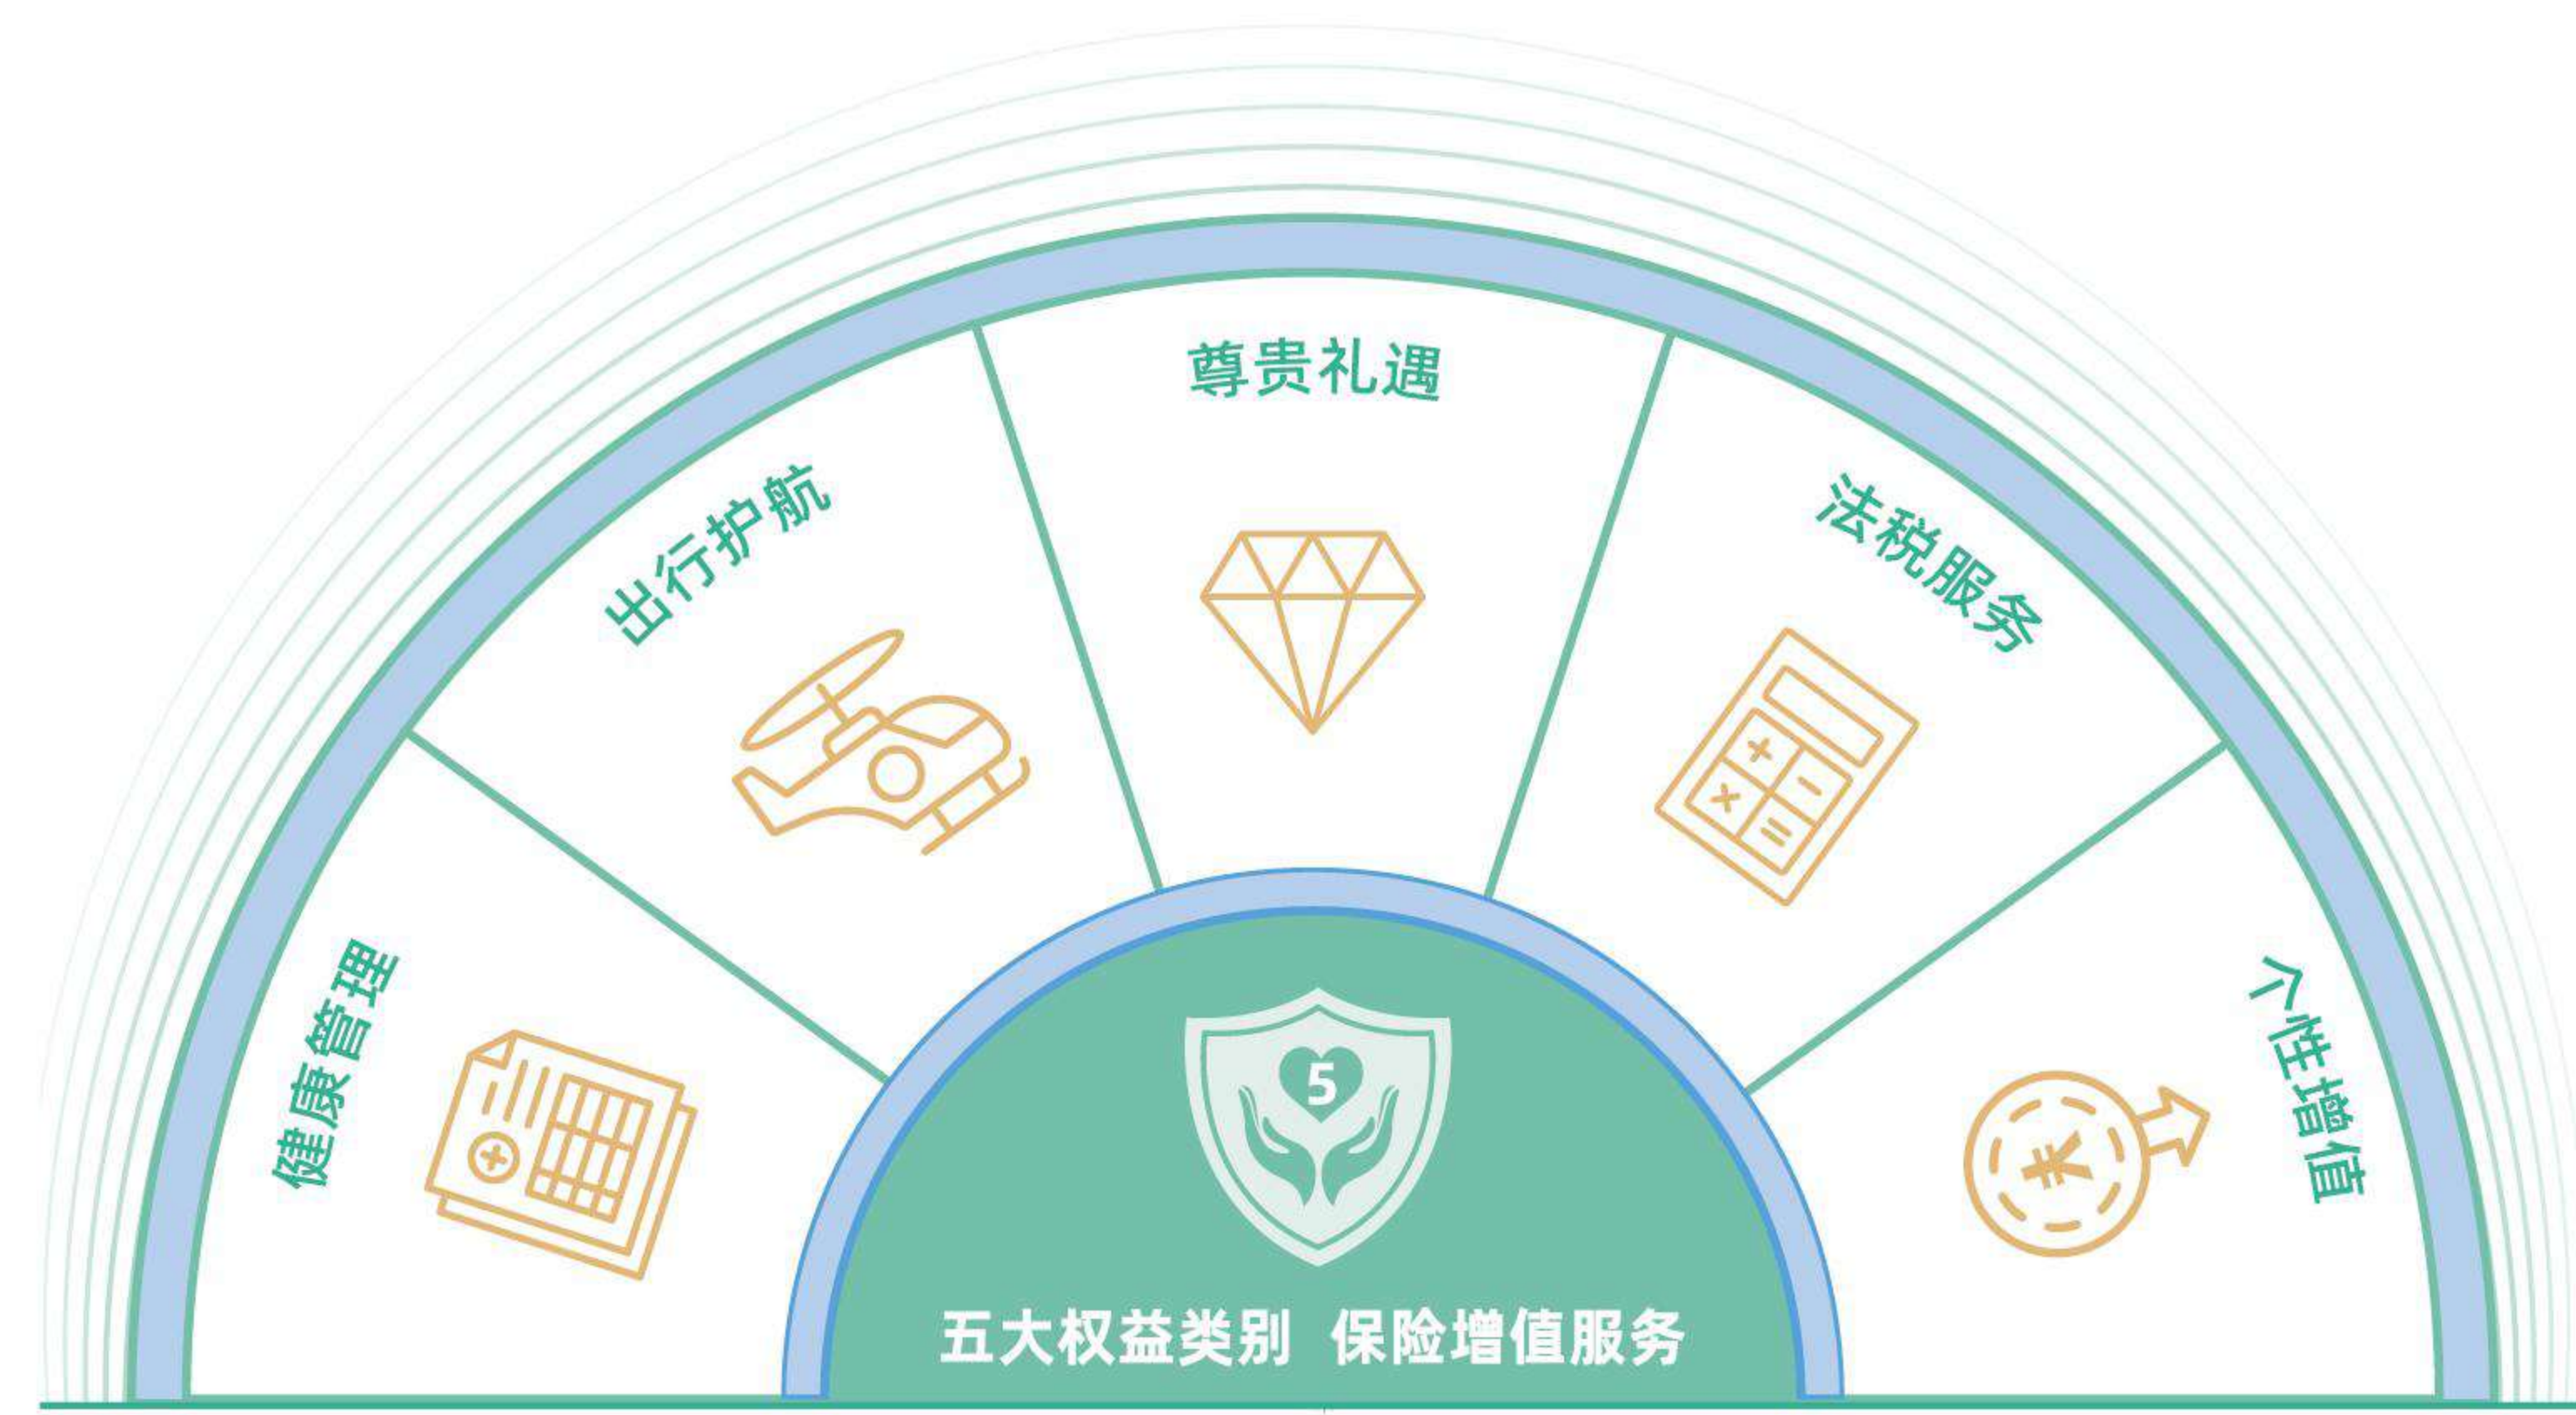 健康管理
出行护航
尊贵礼遇
法税服务
个性增值
5
五大权益类别 保险增值服务